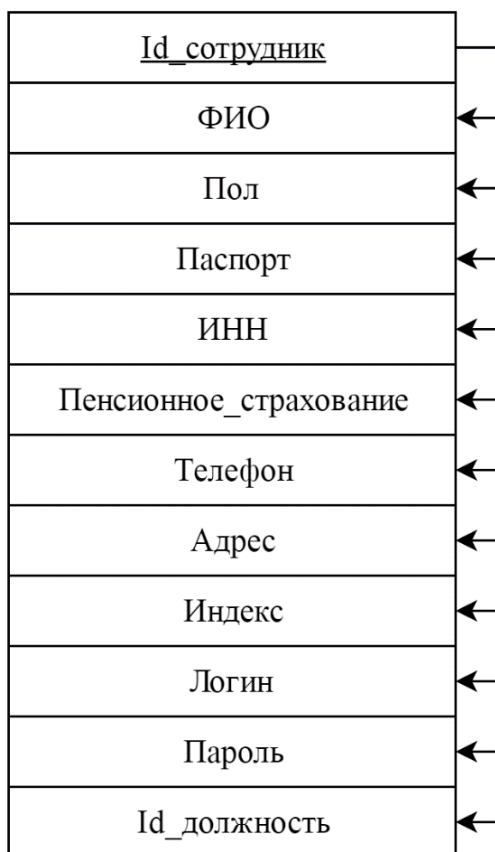 Id_сотрудник
ФИО
Пол
Паспорт
ИНН
Пенсионное_страхование
Телефон
Адрес
Индекс
Логин
Пароль
Id_должность